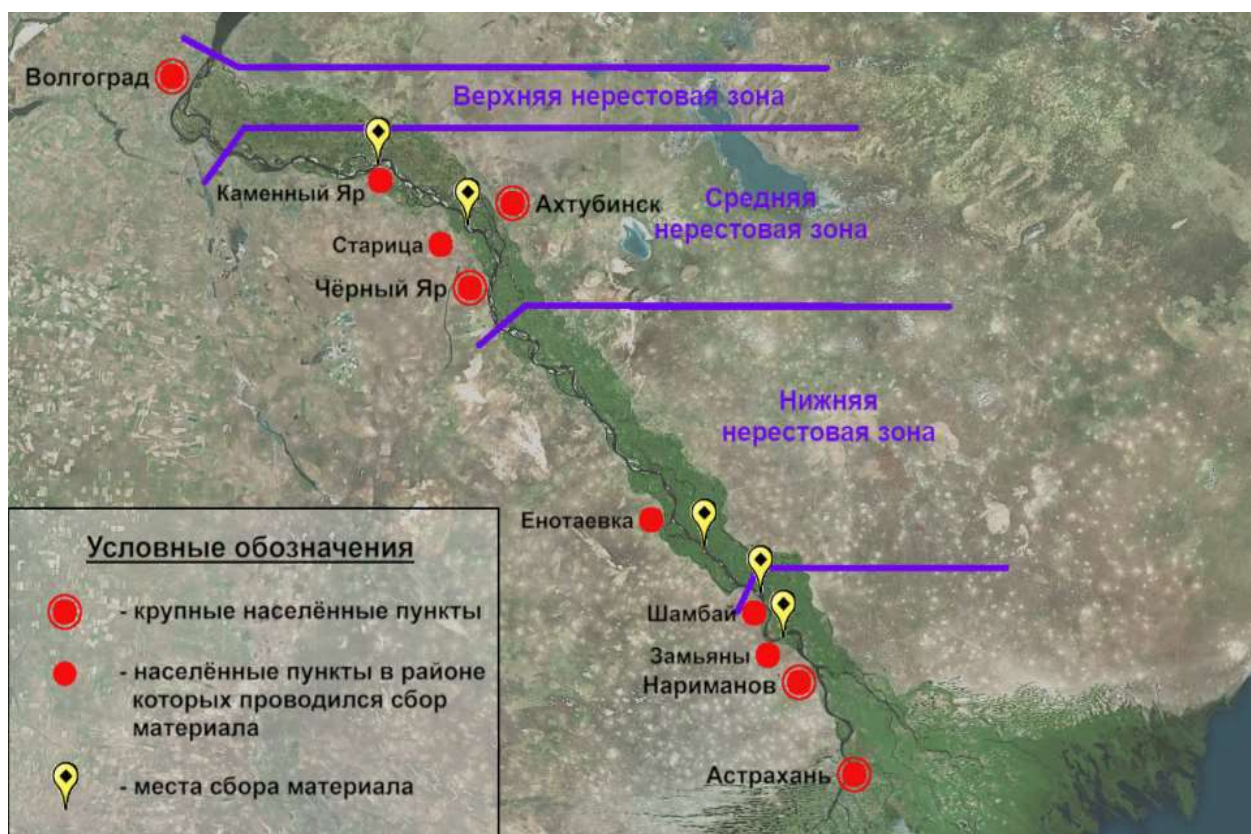 Волгоград
Верхняя нерестовая зона
Каменный Яр
Ахтубинск
Средняя
нерестовая зона
Старица
Чёрный Яр
Нижняя
нерестовая зона
Енотаевка
Шамбай
Замьяны
Нариманов
Астрахань
Условные обозначения
- крупные населённые пункты
- населённые пункты в районе
которых проводился сбор
материала
- места сбора материала